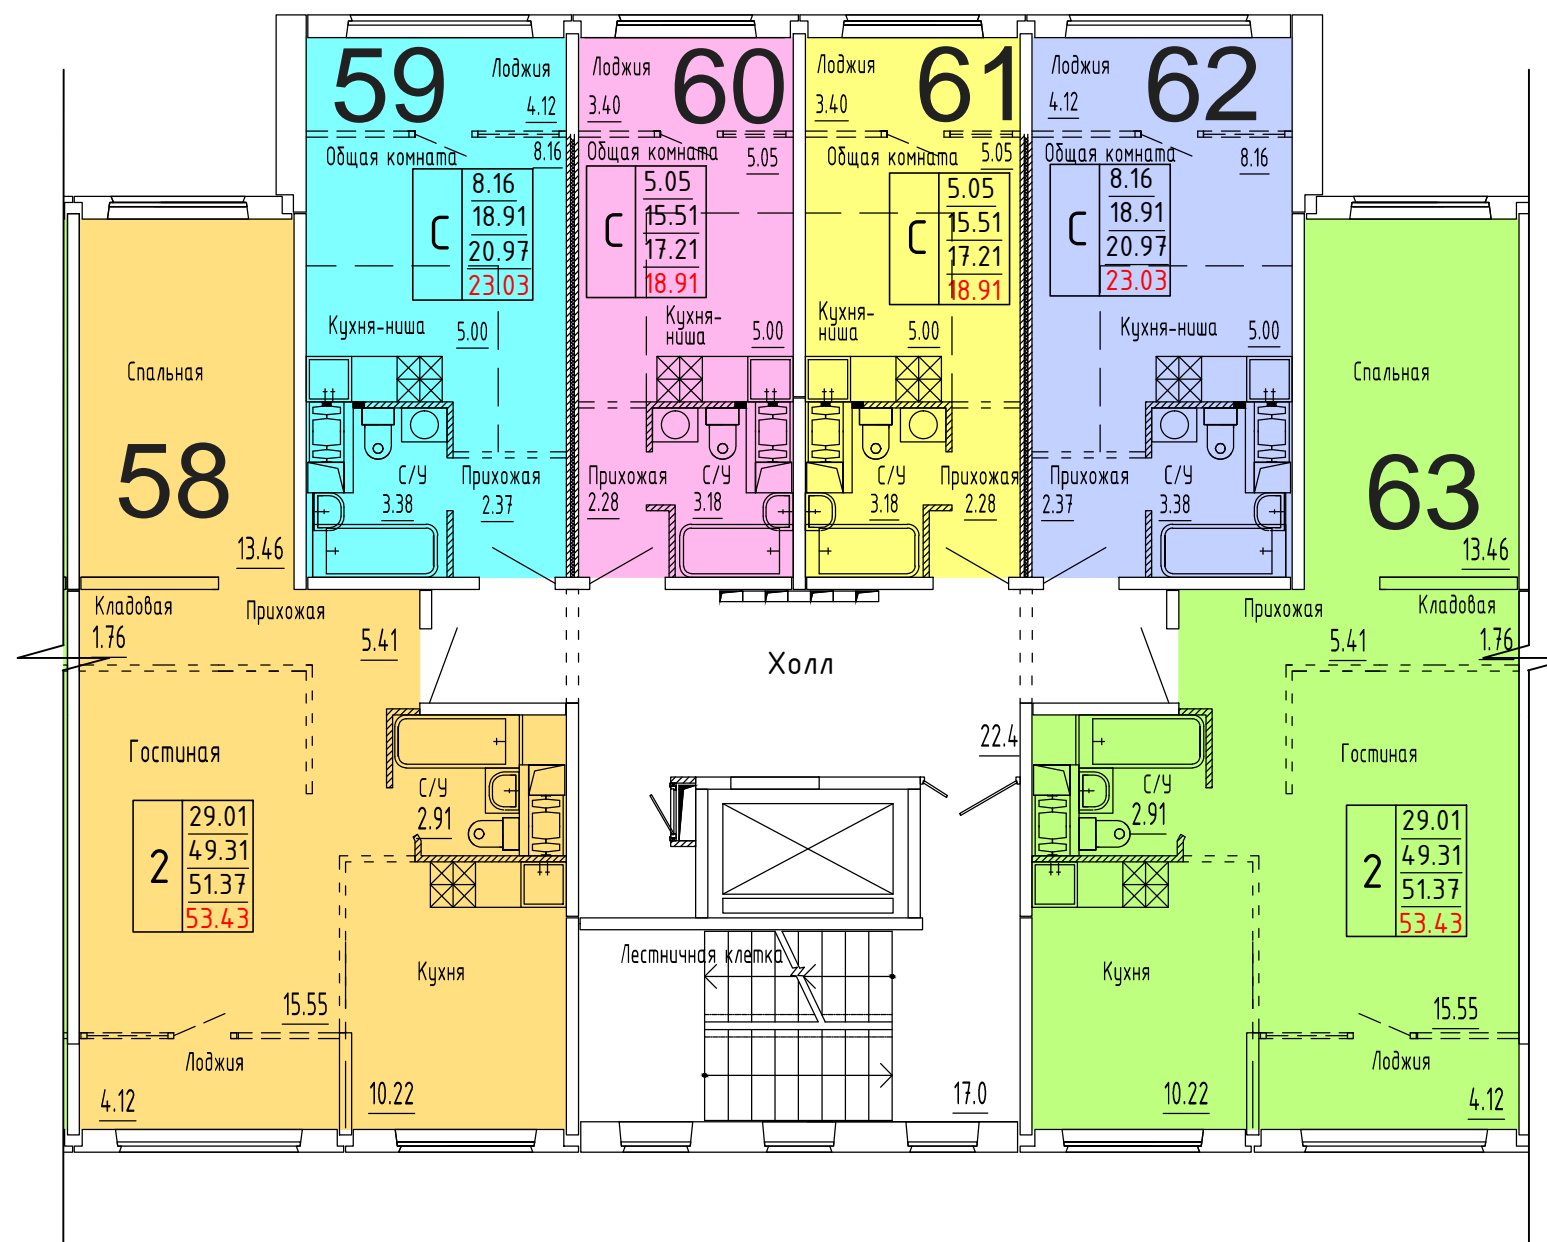 59
Лоджия
4.12
8.16
Общая комната
С
8.16
18.91
20.97
23.03
Кухня-ниша
5.00
С/У
3.38
Прихожая
2.37
60
Лоджия
3.40
Общая комната
5.05
С
5.05
15.51
17.21
18.91
Кухня-
ниша
5.00
Прихожая
2.28
С/У
3.18
61
Лоджия
3.40
Общая комната
5.05
С
5.05
15.51
17.21
18.91
Кухня-
ниша
5.00
С/У
3.18
Прихожая
2.28
62
Лоджия
4.12
Общая комната
8.16
С
8.16
18.91
20.97
23.03
Кухня-ниша
5.00
Прихожая
2.37
С/У
3.38
Спальная
58
13.46
Кладовая
1.76
Прихожая
5.41
Гостиная
2
29.01
49.31
51.37
53.43
С/У
2.91
Кухня
15.55
Лоджия
4.12
10.22
Холл
22.4
Лестничная клетка
17.0
Спальная
63
13.46
Прихожая
5.41
Кладовая
1.76
Гостиная
С/У
2.91
2
29.01
49.31
51.37
53.43
Кухня
15.55
Лоджия
10.22
4.12